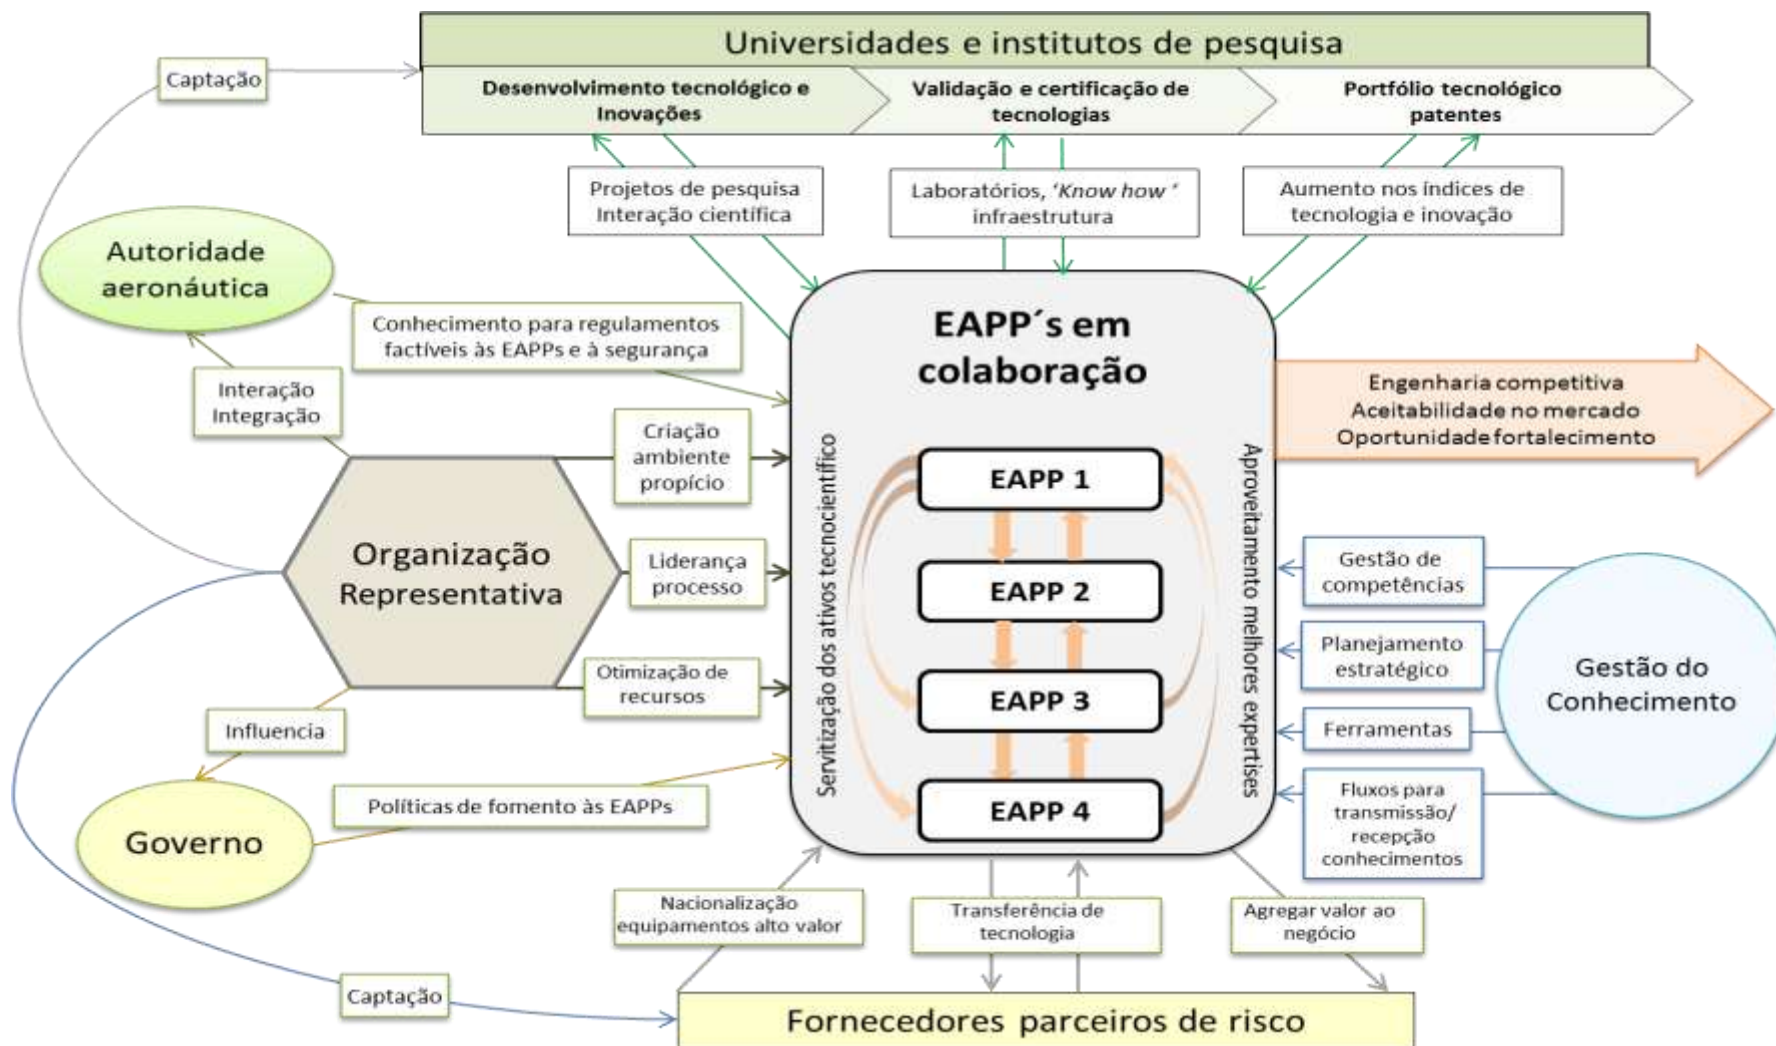 Universidades e institutos de pesquisa
Captação
Desenvolvimento tecnológico e
Inovações
Validação e certificação de
tecnologias
Portfólio tecnológico
patentes
Projetos de pesquisa
Interação científica
Laboratórios, ‘Know how ‘
infraestrutura
Aumento nos índices de
tecnologia e inovação
Autoridade
aeronáutica
Conhecimento para regulamentos
factíveis às EAPPs e à segurança
Interação
Integração
EAPP´s em
colaboração
Engenharia competitiva
Aceitabilidade no mercado
Oportunidade fortalecimento
Criação
ambiente
propício
Organização
Representativa
Liderança
processo
Otimização de
recursos
Servitização dos ativos tecnocientífico
EAPP 1
EAPP 2
EAPP 3
EAPP 4
Aproveitamento melhores expertises
Gestão de
competências
Planejamento
estratégico
Ferramentas
Fluxos para
transmissão/
recepção
conhecimentos
Gestão do
Conhecimento
Influencia
Governo
Políticas de fomento às EAPPs
Nacionalização
equipamentos alto valor
Transferência de
tecnologia
Agregar valor ao
negócio
Captação
Fornecedores parceiros de risco